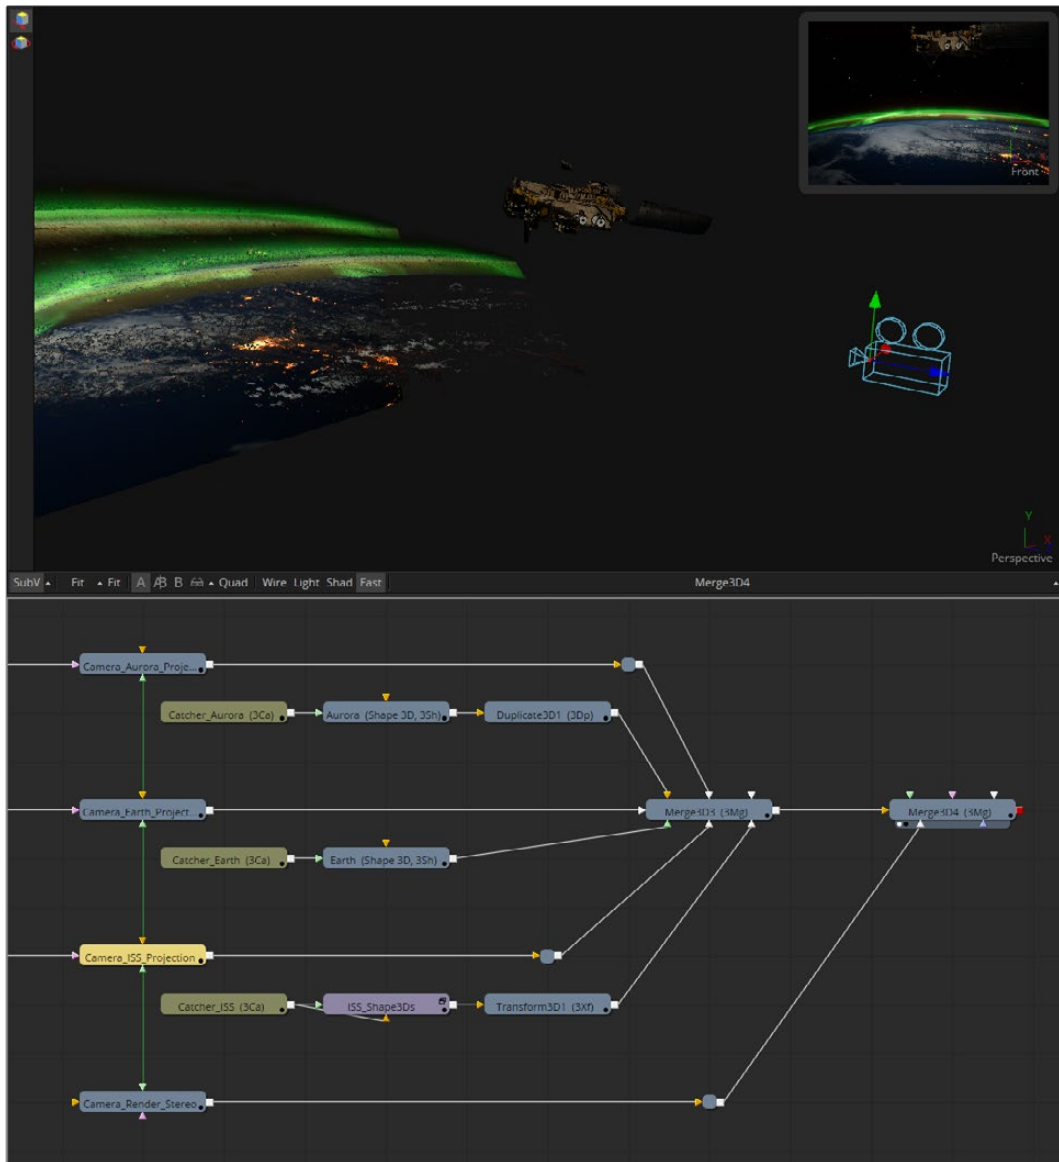 Front
Y
X
Perspective
SubV Fit Fit A AB B Quad Wire Light Shad Fast Merge3D4
Camera_Aurora_Proje...
Catcher_Aurora (3Ca) Aurora (Shape 3D, 3Sh) Duplicate3D1 (3Dp)
Camera_Earth_Project... Merge3D3 (3Mg) Merge3D4 (3Mg)
Catcher_Earth (3Ca) Earth (Shape 3D, 3Sh)
Camera_ISS_Projection
Catcher_ISS (3Ca) ISS_Shape3Ds Transform3D1 (3Xf)
Camera_Render_Stereo